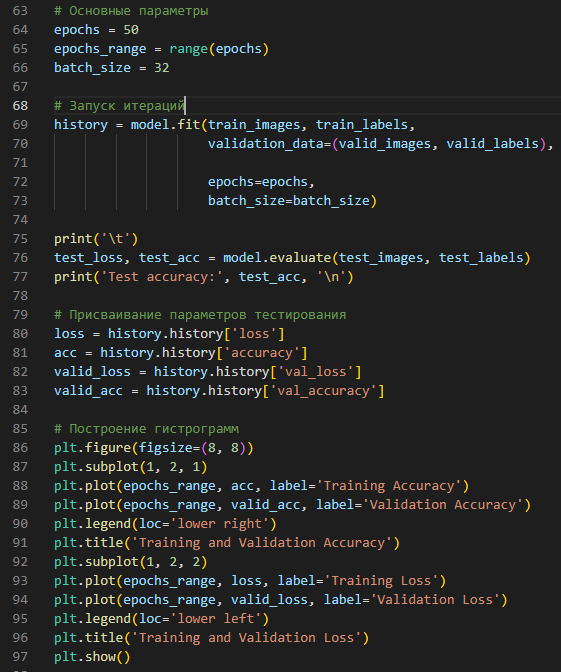 63 # Основные параметры
64 epochs = 50
65 epochs_range = range(epochs)
66 batch_size = 32
67
68 # Запуск итераций
69 history = model.fit(train_images, train_labels,
70                     validation_data=(valid_images, valid_labels),
71
72                     epochs=epochs,
73                     batch_size=batch_size)
74
75 print('\t')
76 test_loss, test_acc = model.evaluate(test_images, test_labels)
77 print('Test accuracy:', test_acc, '\n')
78
79 # Присваивание параметров тестирования
80 loss = history.history['loss']
81 acc = history.history['accuracy']
82 valid_loss = history.history['val_loss']
83 valid_acc = history.history['val_accuracy']
84
85 # Построение гистрограмм
86 plt.figure(figsize=(8, 8))
87 plt.subplot(1, 2, 1)
88 plt.plot(epochs_range, acc, label='Training Accuracy')
89 plt.plot(epochs_range, valid_acc, label='Validation Accuracy')
90 plt.legend(loc='lower right')
91 plt.title('Training and Validation Accuracy')
92 plt.subplot(1, 2, 2)
93 plt.plot(epochs_range, loss, label='Training Loss')
94 plt.plot(epochs_range, valid_loss, label='Validation Loss')
95 plt.legend(loc='lower left')
96 plt.title('Training and Validation Loss')
97 plt.show()